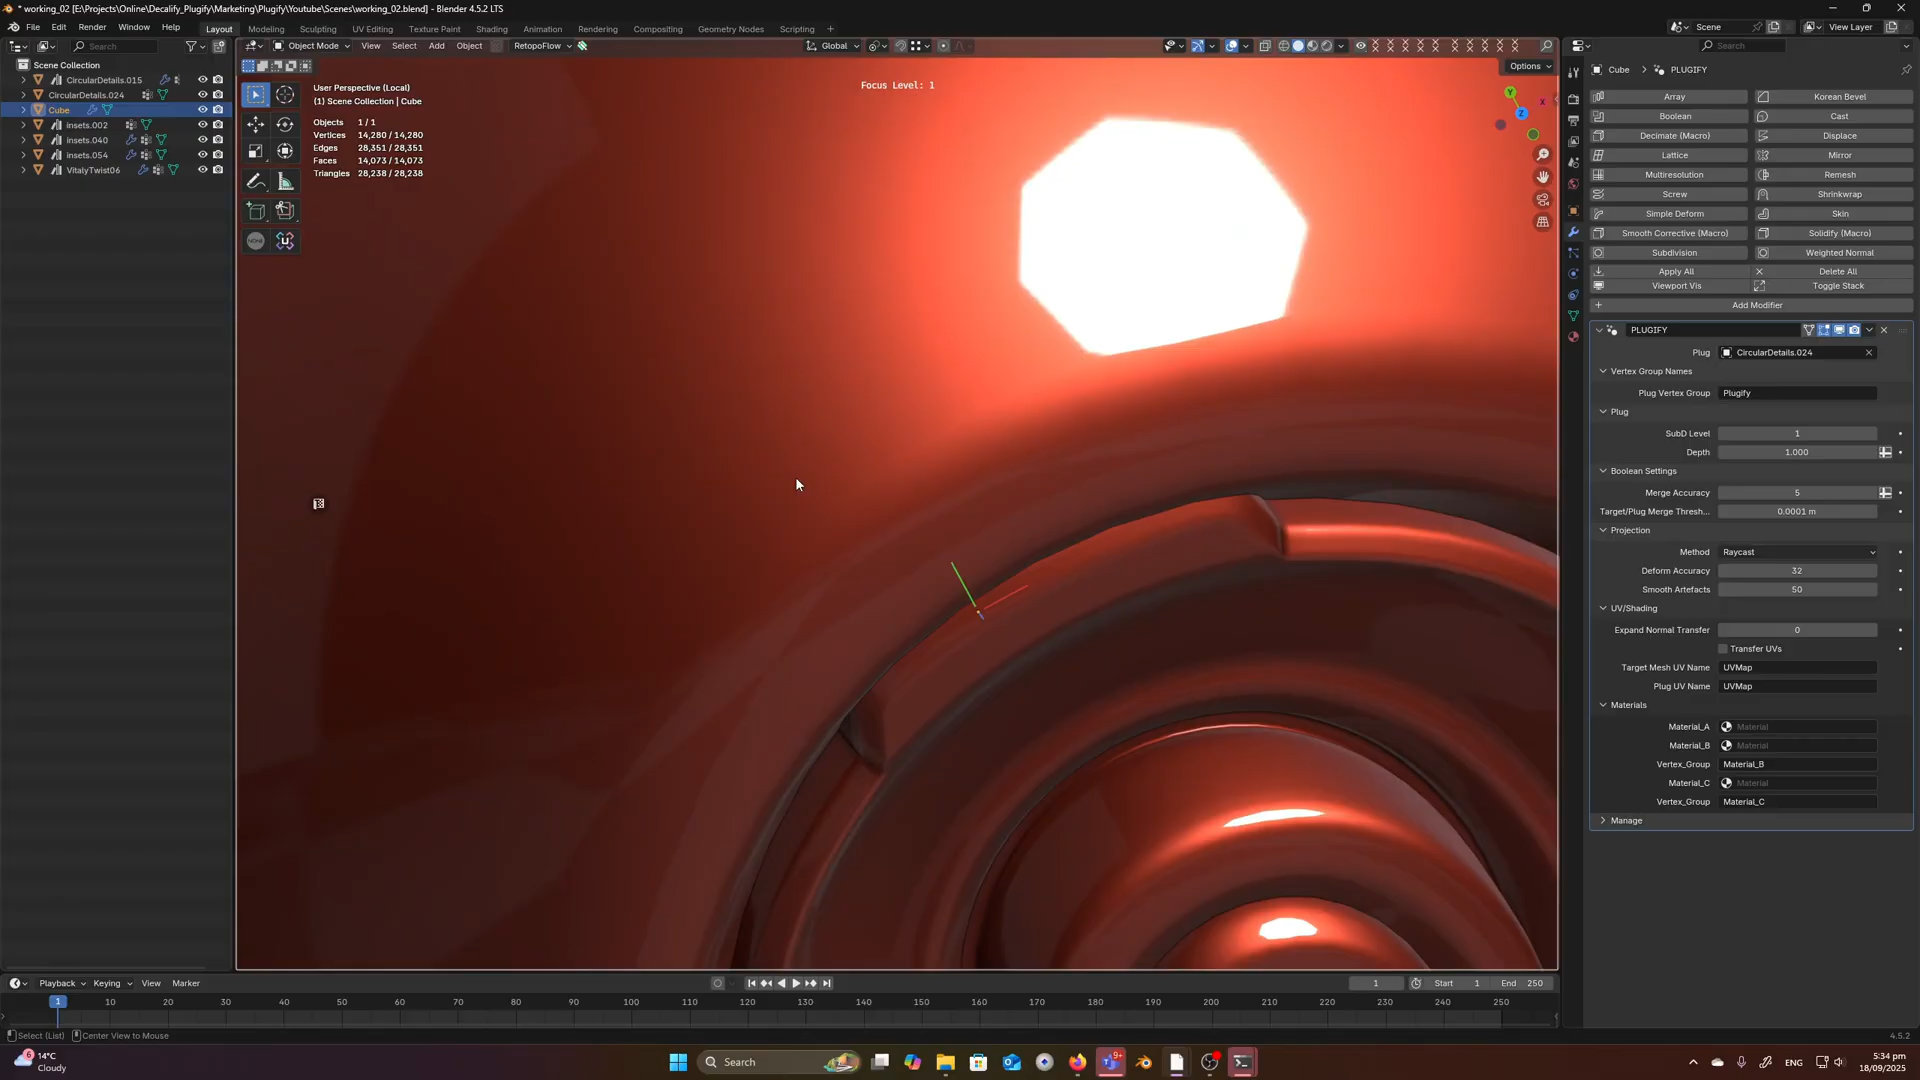 * working_02 [E:\Projects\Online\Decalify_Plugify\Marketing\Plugify\Youtube\Scenes\working_02.blend] - Blender 4.5.2 LTS
File Edit Render Window Help
Layout Modeling Sculpting UV Editing Texture Paint Shading Animation Rendering Compositing Geometry Nodes Scripting +
Scene
View Layer
Search
Object Mode View Select Add Object RetopoFlow
Global
Search
Options
Scene Collection
CircularDetails.015
CircularDetails.024
Cube
insets.002
insets.040
insets.054
VitalyTwist06
User Perspective (Local)
(1) Scene Collection | Cube
Objects 1 / 1
Vertices 14,280 / 14,280
Edges 28,351 / 28,351
Faces 14,073 / 14,073
Triangles 28,238 / 28,238
Focus Level: 1
Y
X
Z
NONE
Cube > PLUGIFY
Array Korean Bevel
Boolean Cast
Decimate (Macro) Displace
Lattice Mirror
Multiresolution Remesh
Screw Shrinkwrap
Simple Deform Skin
Smooth Corrective (Macro) Solidify (Macro)
Subdivision Weighted Normal
Apply All Delete All
Viewport Vis Toggle Stack
Add Modifier
PLUGIFY
Plug CircularDetails.024
Vertex Group Names
Plug Vertex Group Plugify
Plug
SubD Level 1
Depth 1.000
Boolean Settings
Merge Accuracy 5
Target/Plug Merge Thresh... 0.0001 m
Projection
Method Raycast
Deform Accuracy 32
Smooth Artefacts 50
UV/Shading
Expand Normal Transfer 0
Transfer UVs
Target Mesh UV Name UVMap
Plug UV Name UVMap
Materials
Material_A Material
Material_B Material
Vertex_Group Material_B
Material_C Material
Vertex_Group Material_C
Manage
Playback Keying View Marker
1 Start 1 End 250
1 10 20 30 40 50 60 70 80 90 100 110 120 130 140 150 160 170 180 190 200 210 220 230 240 250
Select (List) Center View to Mouse
4.5.2
6 14°C
Cloudy
Search
9+
ENG
5:34 pm
18/09/2025